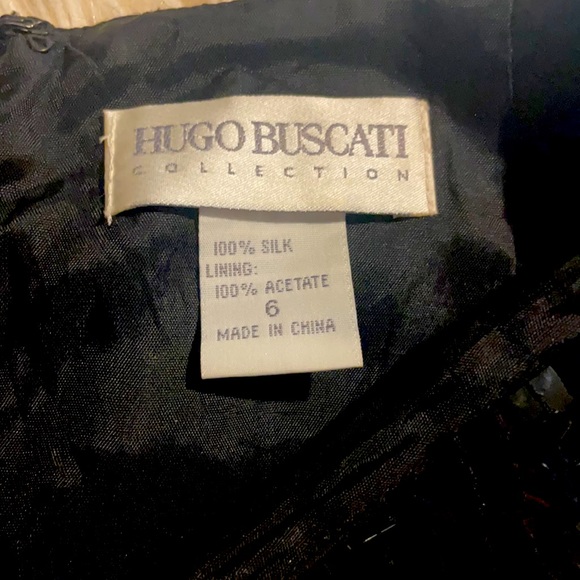 HUGO BUSCATI
COLLECTION
100% SILK
LINING:
100% ACETATE
6
MADE IN CHINA